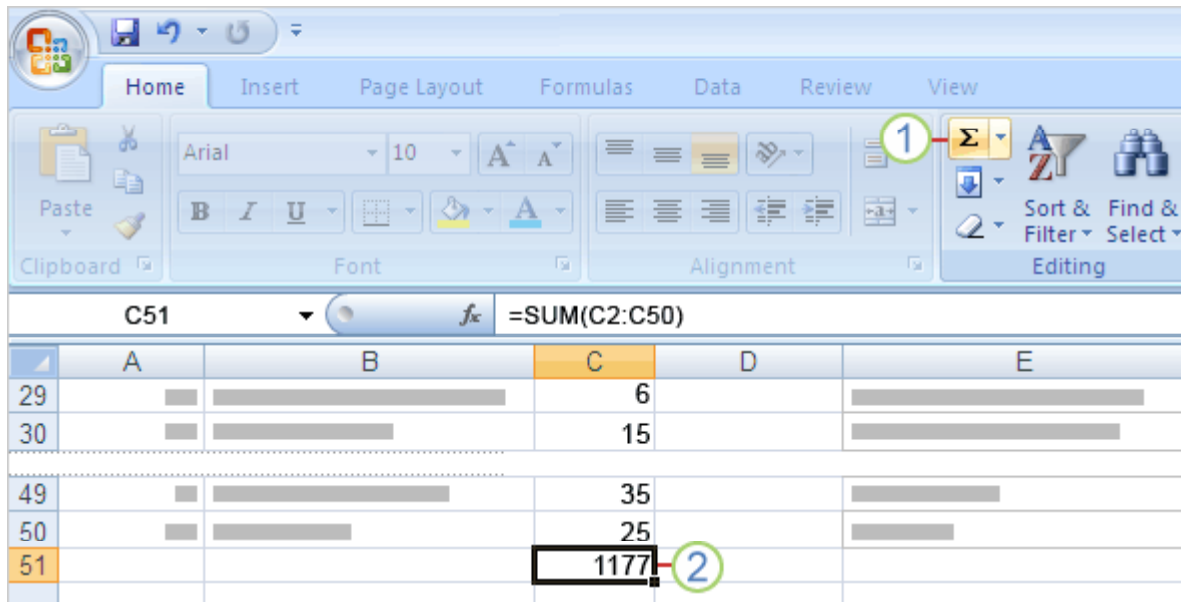 Home Insert Page Layout Formulas Data Review View
1
Σ
Arial 10 A A
A Z
Paste
B I U A
a
Sort & Filter
Find & Select
Clipboard Font Alignment Editing
C51 fx =SUM(C2:C50)
A B C D E
29 6
30 15
49 35
50 25
51 1177 2